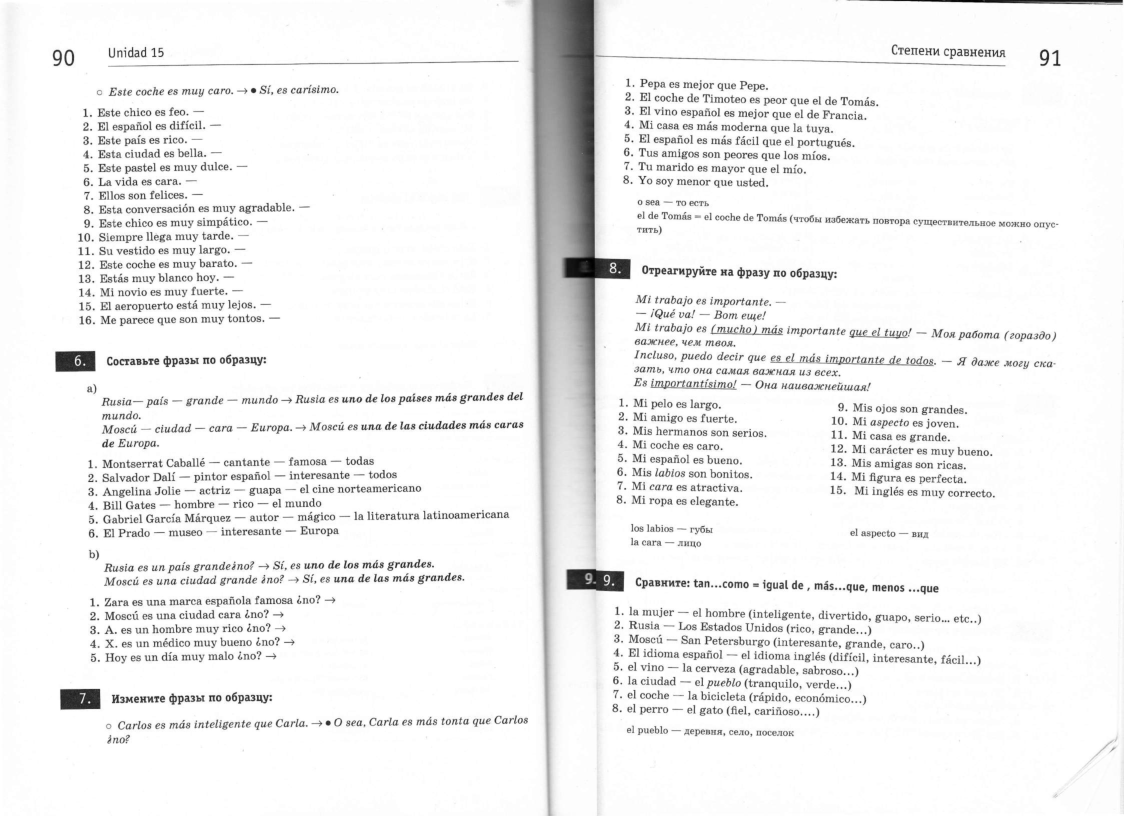 90 Unidad 15
○ Este coche es muy caro. → ● Sí, es carísimo.
1. Este chico es feo. —
2. El español es difícil. —
3. Este país es rico. —
4. Esta ciudad es bella. —
5. Este pastel es muy dulce. —
6. La vida es cara. —
7. Ellos son felices. —
8. Esta conversación es muy agradable. —
9. Este chico es muy simpático. —
10. Siempre llega muy tarde. —
11. Su vestido es muy largo. —
12. Este coche es muy barato. —
13. Estás muy blanco hoy. —
14. Mi novio es muy fuerte. —
15. El aeropuerto está muy lejos. —
16. Me parece que son muy tontos. —
6. Составьте фразы по образцу:
a)
Rusia— país — grande — mundo → Rusia es uno de los países más grandes del
mundo.
Moscú — ciudad — cara — Europa. → Moscú es una de las ciudades más caras
de Europa.
1. Montserrat Caballé — cantante — famosa — todas
2. Salvador Dalí — pintor español — interesante — todos
3. Angelina Jolie — actriz — guapa — el cine norteamericano
4. Bill Gates — hombre — rico — el mundo
5. Gabriel García Márquez — autor — mágico — la literatura latinoamericana
6. El Prado — museo — interesante — Europa
b)
Rusia es un país grande¿no? → Sí, es uno de los más grandes.
Moscú es una ciudad grande ¿no? → Sí, es una de las más grandes.
1. Zara es una marca española famosa ¿no? →
2. Moscú es una ciudad cara ¿no? →
3. A. es un hombre muy rico ¿no? →
4. X. es un médico muy bueno ¿no? →
5. Hoy es un día muy malo ¿no? →
7. Измените фразы по образцу:
○ Carlos es más inteligente que Carla. → ● O sea, Carla es más tonta que Carlos
¿no?
Степени сравнения 91
1. Pepa es mejor que Pepe.
2. El coche de Timoteo es peor que el de Tomás.
3. El vino español es mejor que el de Francia.
4. Mi casa es más moderna que la tuya.
5. El español es más fácil que el portugués.
6. Tus amigos son peores que los míos.
7. Tu marido es mayor que el mío.
8. Yo soy menor que usted.
o sea — то есть
el de Tomás = el coche de Tomás (чтобы избежать повтора существительное можно опус-
тить)
8. Отреагируйте на фразу по образцу:
Mi trabajo es importante. —
— ¡Qué va! — Вот еще!
Mi trabajo es (mucho) más importante que el tuyo! — Моя работа (гораздо)
важнее, чем твоя.
Incluso, puedo decir que es el más importante de todos. — Я даже могу ска-
зать, что она самая важная из всех.
Es importantísimo! — Она наиважнейшая!
1. Mi pelo es largo.
2. Mi amigo es fuerte.
3. Mis hermanos son serios.
4. Mi coche es caro.
5. Mi español es bueno.
6. Mis labios son bonitos.
7. Mi cara es atractiva.
8. Mi ropa es elegante.
9. Mis ojos son grandes.
10. Mi aspecto es joven.
11. Mi casa es grande.
12. Mi carácter es muy bueno.
13. Mis amigas son ricas.
14. Mi figura es perfecta.
15. Mi inglés es muy correcto.
los labios — губы
la cara — лицо
el aspecto — вид
9. 9. Сравните: tan...como = igual de , más...que, menos ...que
1. la mujer — el hombre (inteligente, divertido, guapo, serio... etc..)
2. Rusia — Los Estados Unidos (rico, grande...)
3. Moscú — San Petersburgo (interesante, grande, caro..)
4. El idioma español — el idioma inglés (difícil, interesante, fácil...)
5. el vino — la cerveza (agradable, sabroso...)
6. la ciudad — el pueblo (tranquilo, verde...)
7. el coche — la bicicleta (rápido, económico...)
8. el perro — el gato (fiel, cariñoso....)
el pueblo — деревня, село, поселок